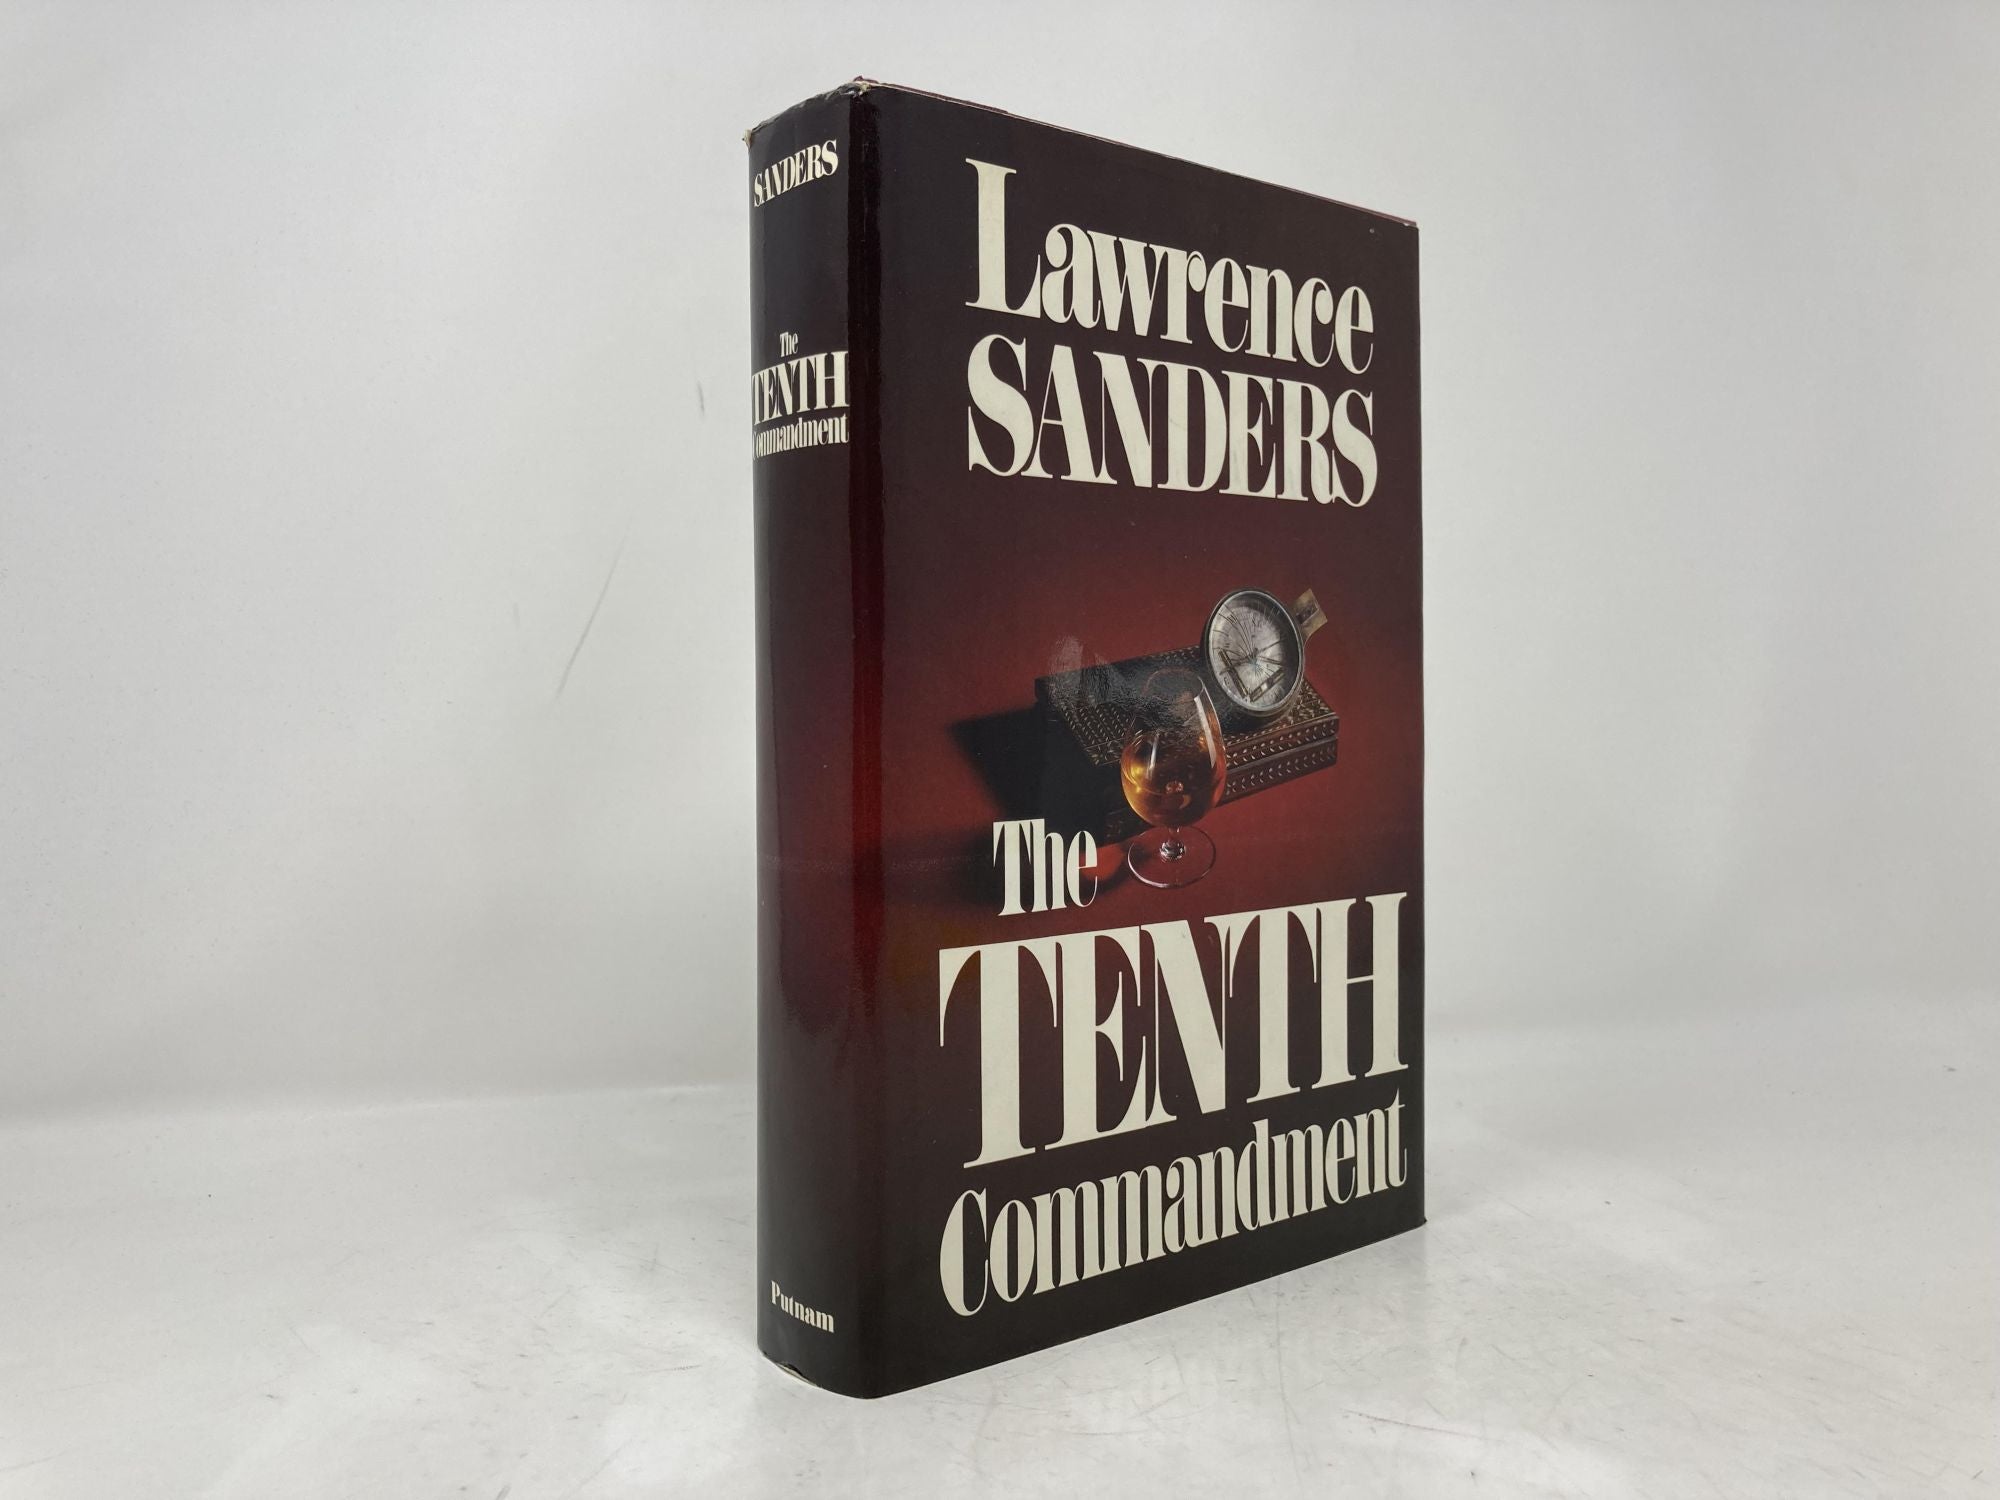 SANDERS
The
TENTH
Commandment
Putnam
Lawrence
SANDERS
The
TENTH
Commandment